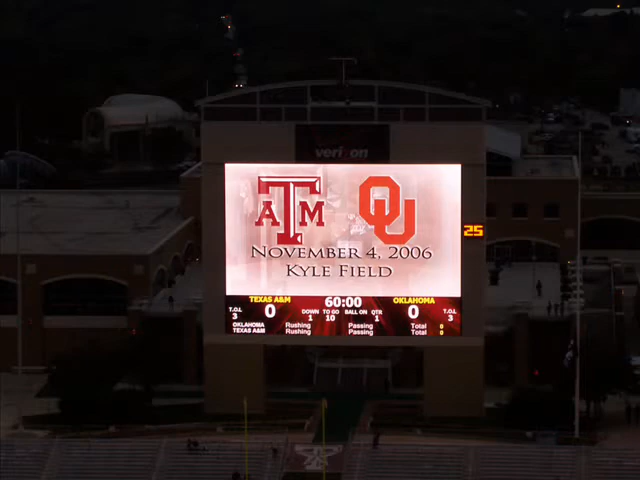 verizon
ATM OU
NOVEMBER 4, 2006
KYLE FIELD
25
TEXAS A&M 60:00 OKLAHOMA
T.O.L 0 DOWN TO GO BALL ON QTR 0 T.O.L
3 1 10 1 3
OKLAHOMA Rushing Passing Total 0
TEXAS A&M Rushing Passing Total 0
ATM